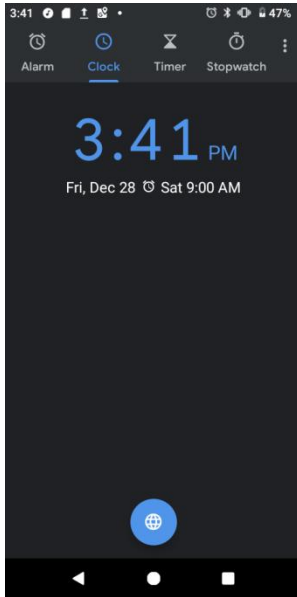 3:41 47%
Alarm Clock Timer Stopwatch
3:41 PM
Fri, Dec 28 Sat 9:00 AM